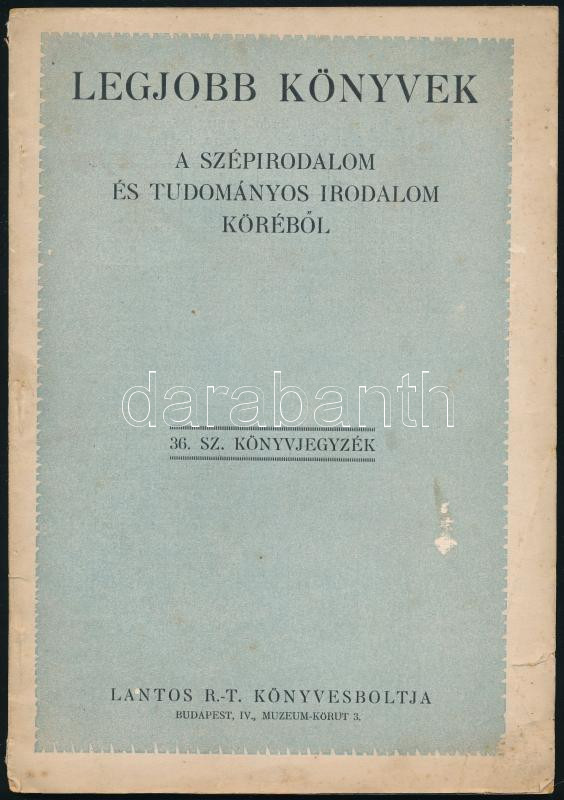 LEGJOBB KÖNYVEK
A SZÉPIRODALOM
ÉS TUDOMÁNYOS IRODALOM
KÖRÉBŐL
darabanth
36. SZ. KÖNYVJEGYZÉK
LANTOS R.-T. KÖNYVESBOLTJA
BUDAPEST, IV., MUZEUM-KÖRUT 3.